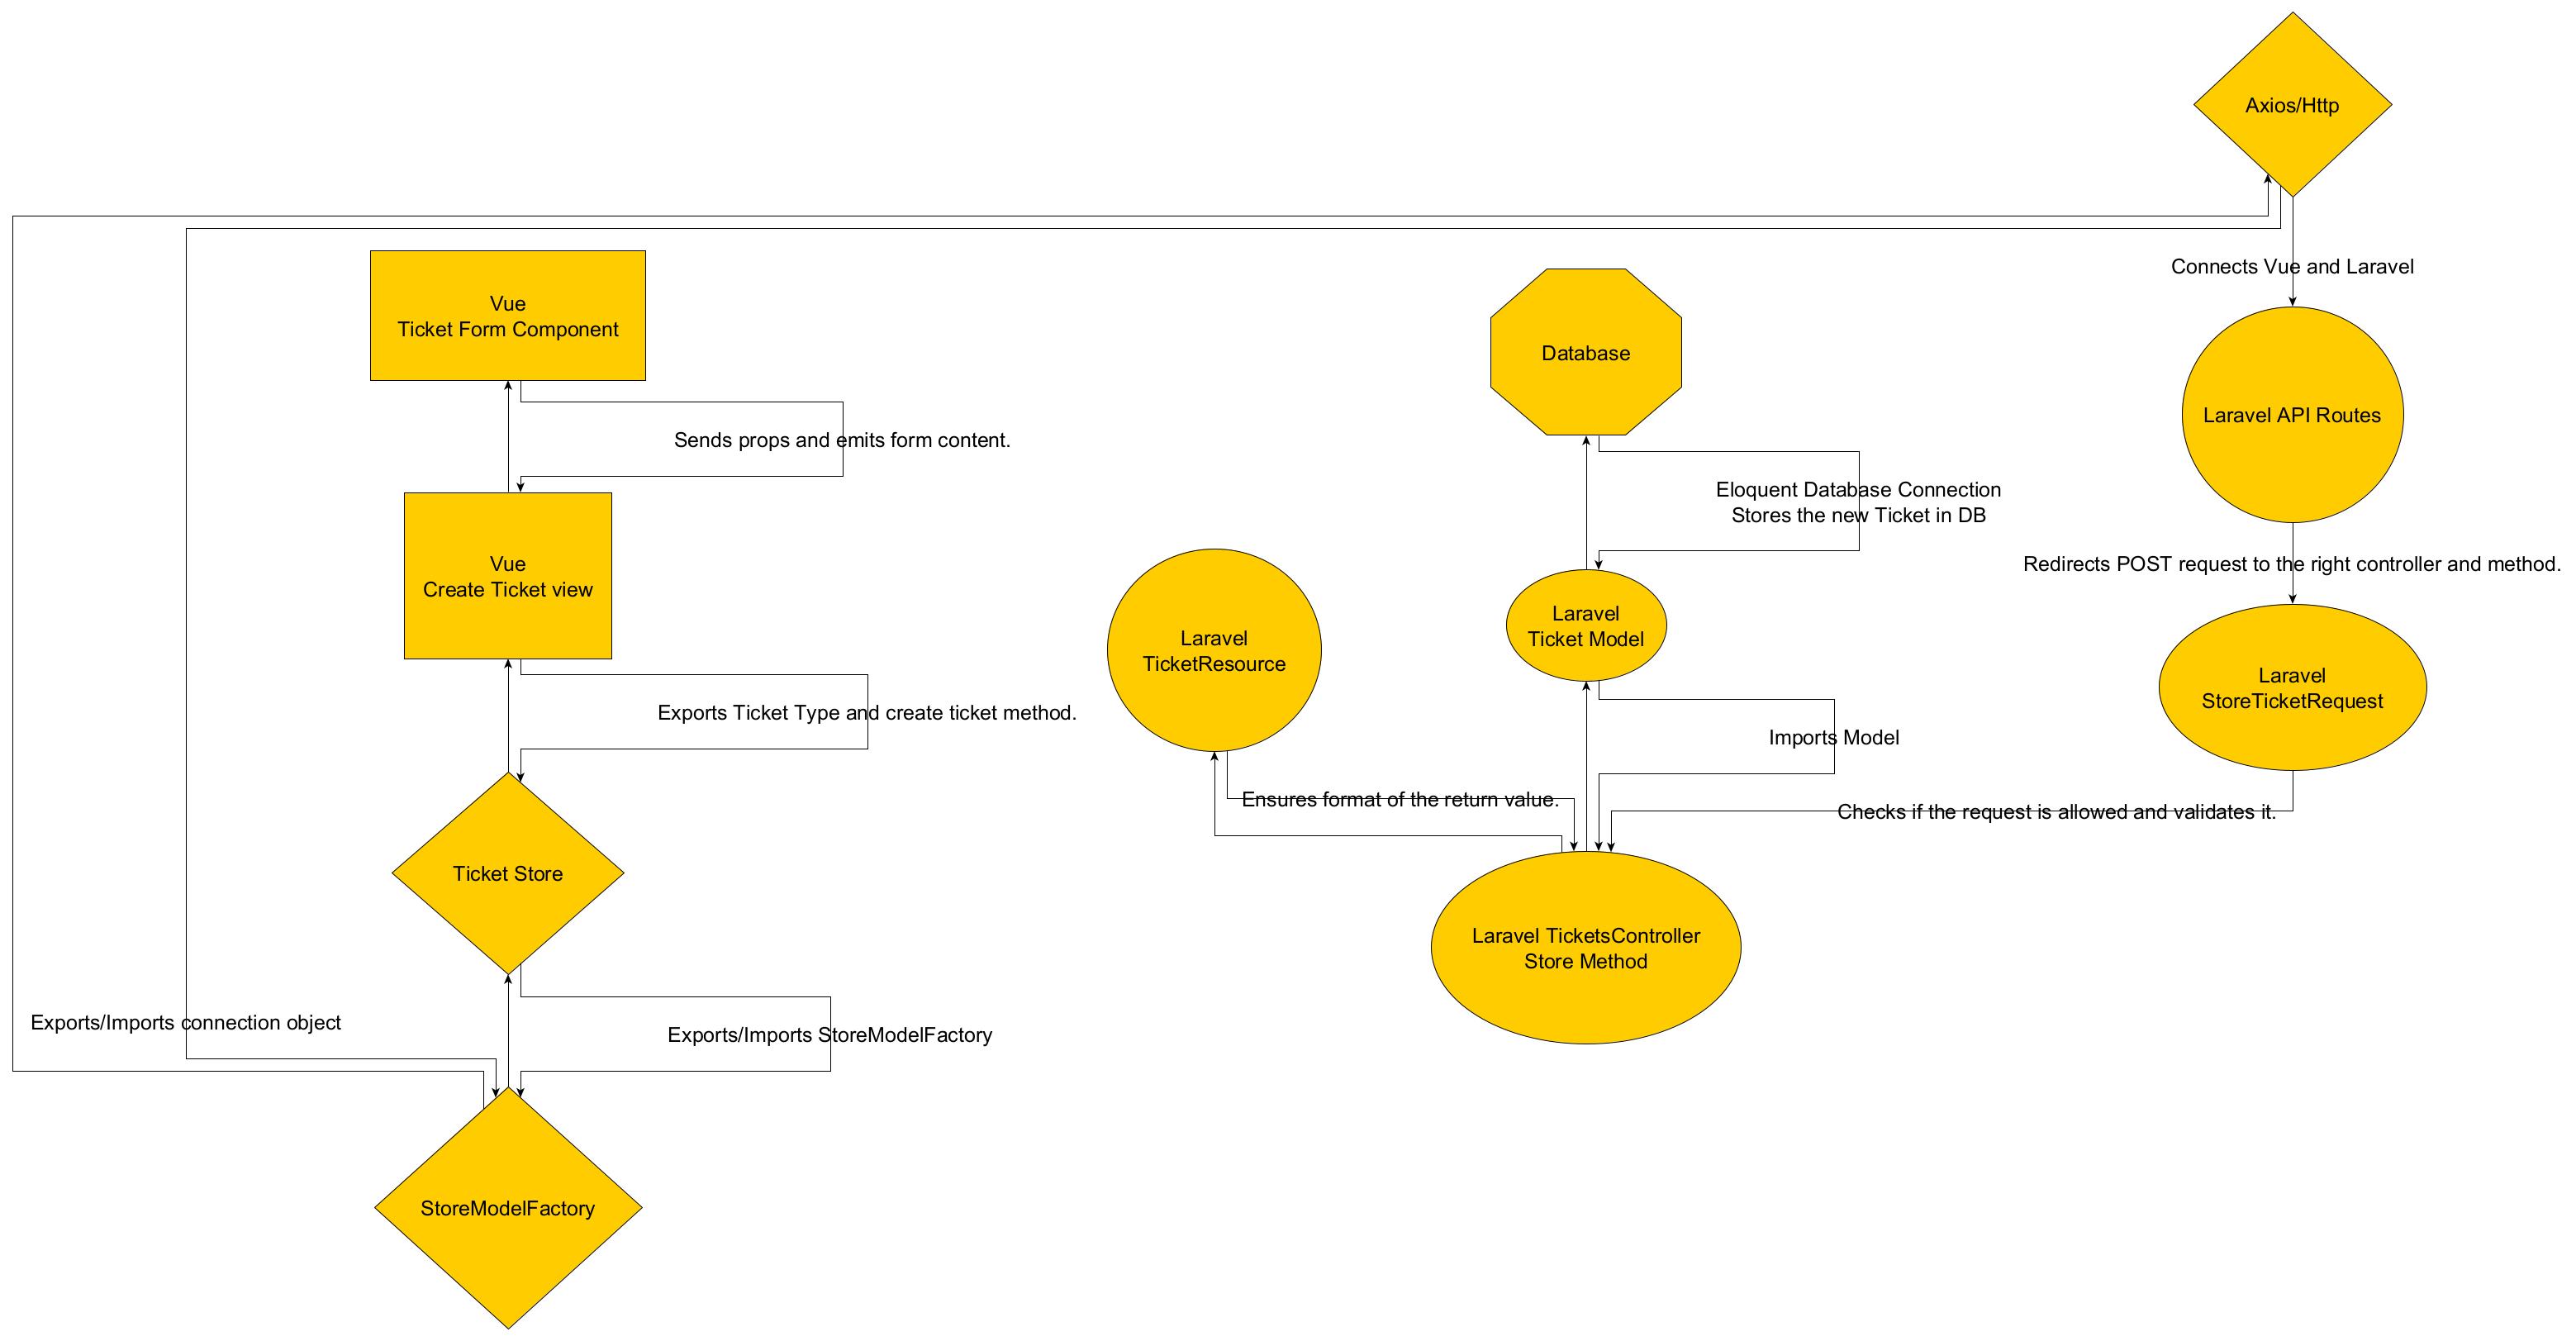 Axios/Http
Connects Vue and Laravel
Vue
Ticket Form Component
Database
Laravel API Routes
Sends props and emits form content.
Eloquent Database Connection
Stores the new Ticket in DB
Vue
Create Ticket view
Redirects POST request to the right controller and method.
Laravel
TicketResource
Laravel
Ticket Model
Laravel
StoreTicketRequest
Exports Ticket Type and create ticket method.
Imports Model
Ensures format of the return value.
Checks if the request is allowed and validates it.
Ticket Store
Laravel TicketsController
Store Method
Exports/Imports connection object
Exports/Imports StoreModelFactory
StoreModelFactory